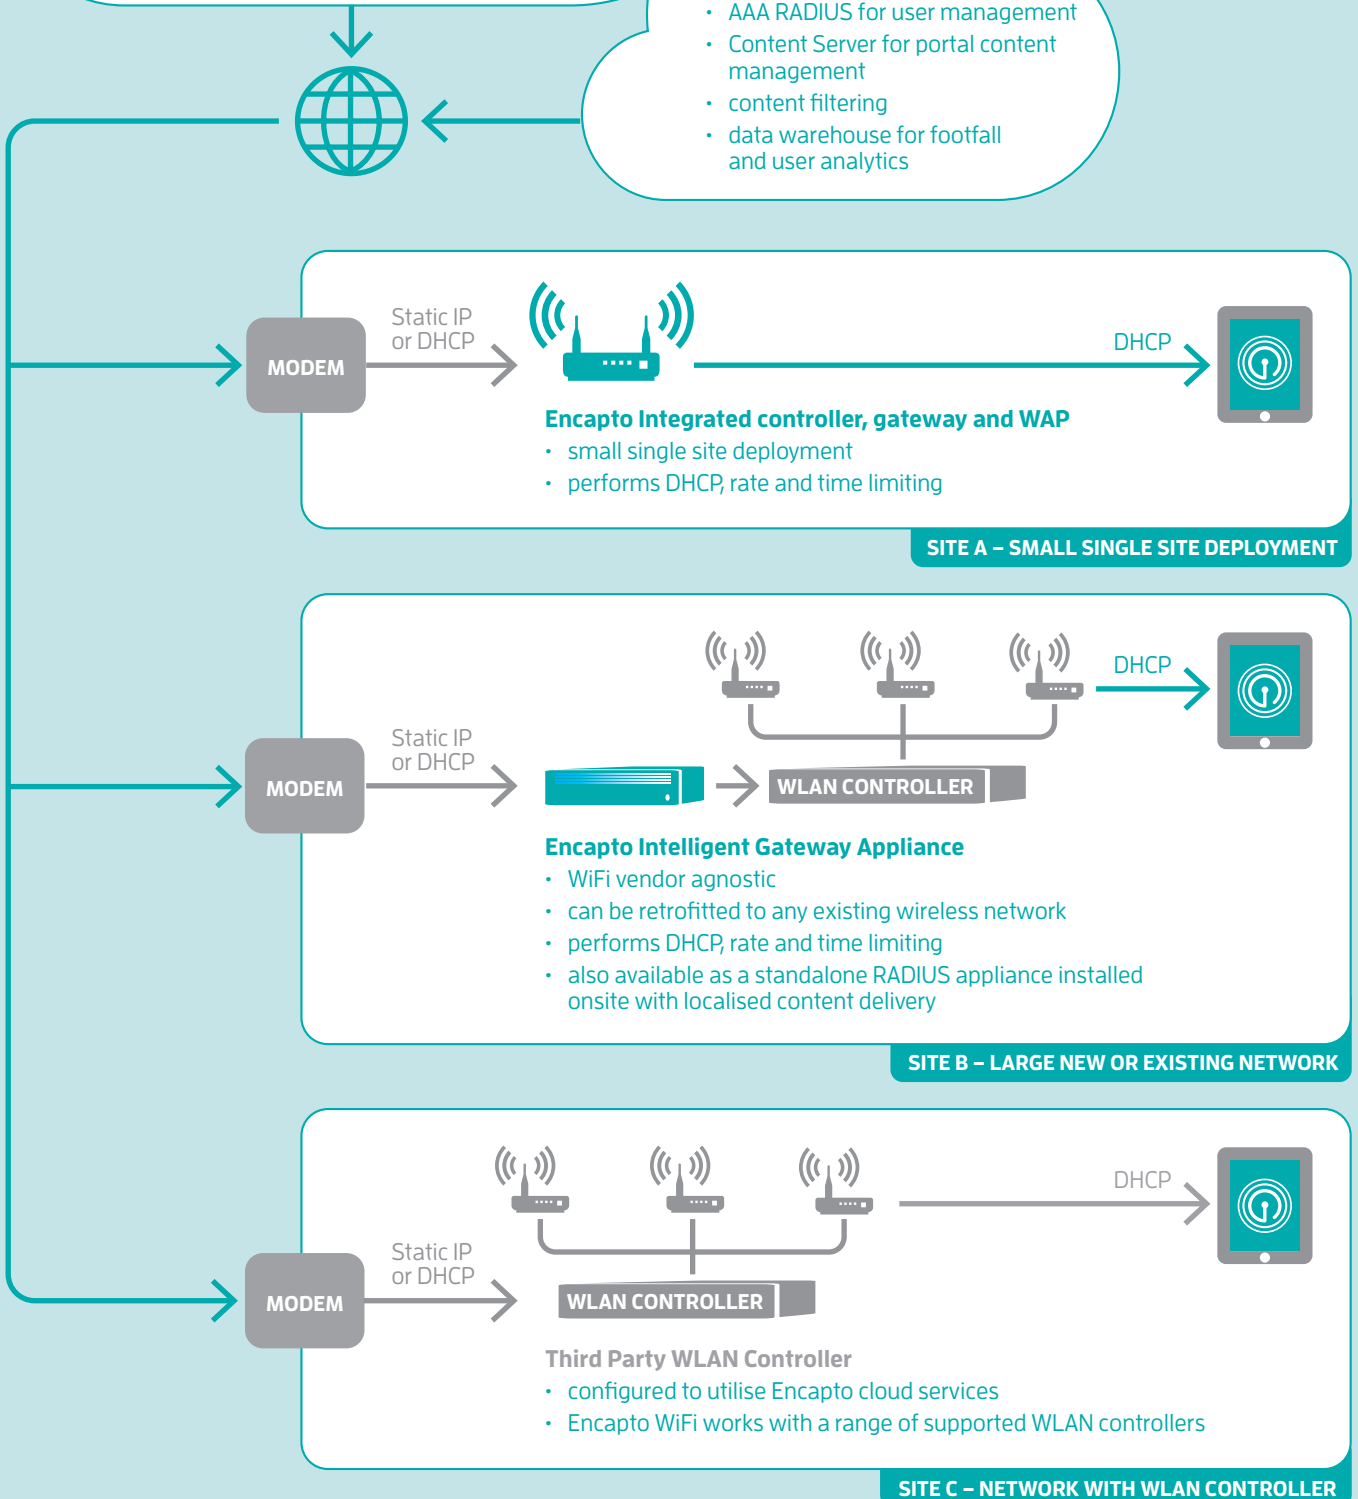 • AAA RADIUS for user management
• Content Server for portal content
management
• content filtering
• data warehouse for footfall
and user analytics
MODEM
Static IP
or DHCP
DHCP
Encapto Integrated controller, gateway and WAP
• small single site deployment
• performs DHCP, rate and time limiting
SITE A – SMALL SINGLE SITE DEPLOYMENT
MODEM
Static IP
or DHCP
WLAN CONTROLLER
DHCP
Encapto Intelligent Gateway Appliance
• WiFi vendor agnostic
• can be retrofitted to any existing wireless network
• performs DHCP, rate and time limiting
• also available as a standalone RADIUS appliance installed
onsite with localised content delivery
SITE B – LARGE NEW OR EXISTING NETWORK
MODEM
Static IP
or DHCP
WLAN CONTROLLER
DHCP
Third Party WLAN Controller
• configured to utilise Encapto cloud services
• Encapto WiFi works with a range of supported WLAN controllers
SITE C – NETWORK WITH WLAN CONTROLLER